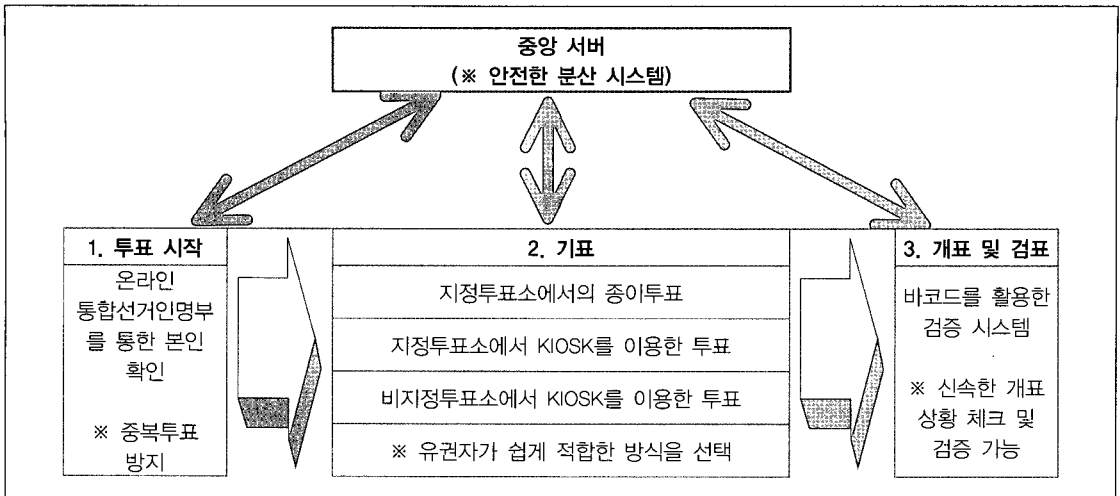 중앙 서버
(※ 안전한 분산 시스템)
1. 투표 시작
온라인
통합선거인명부
를 통한 본인
확인
※ 중복투표
방지
2. 기표
지정투표소에서의 종이투표
지정투표소에서 KIOSK를 이용한 투표
비지정투표소에서 KIOSK를 이용한 투표
※ 유권자가 쉽게 적합한 방식을 선택
3. 개표 및 검표
바코드를 활용한
검증 시스템
※ 신속한 개표
상황 체크 및
검증 가능